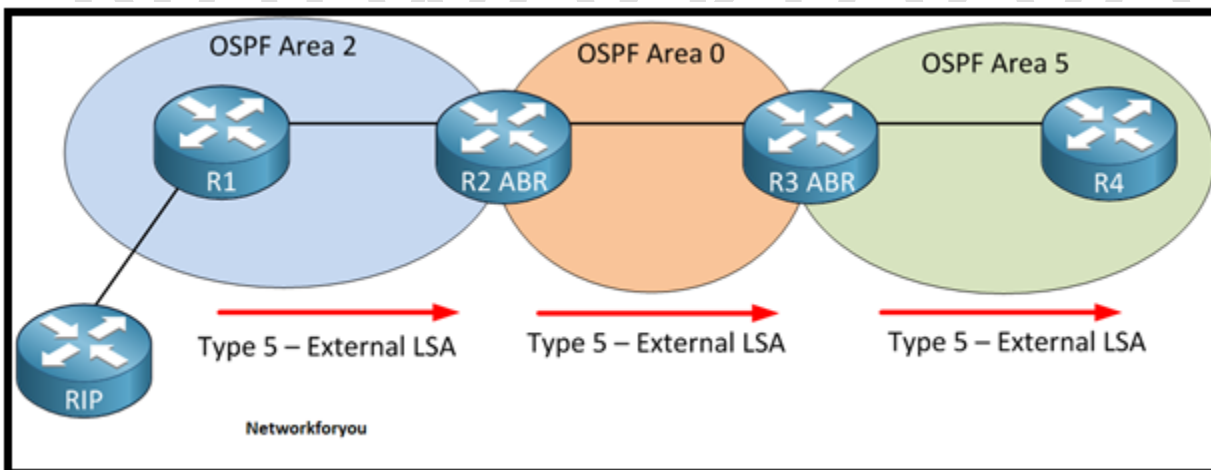 OSPF Area 2
OSPF Area 0
OSPF Area 5
R1
R2 ABR
R3 ABR
R4
Type 5 – External LSA
Type 5 – External LSA
Type 5 – External LSA
RIP
Networkforyou